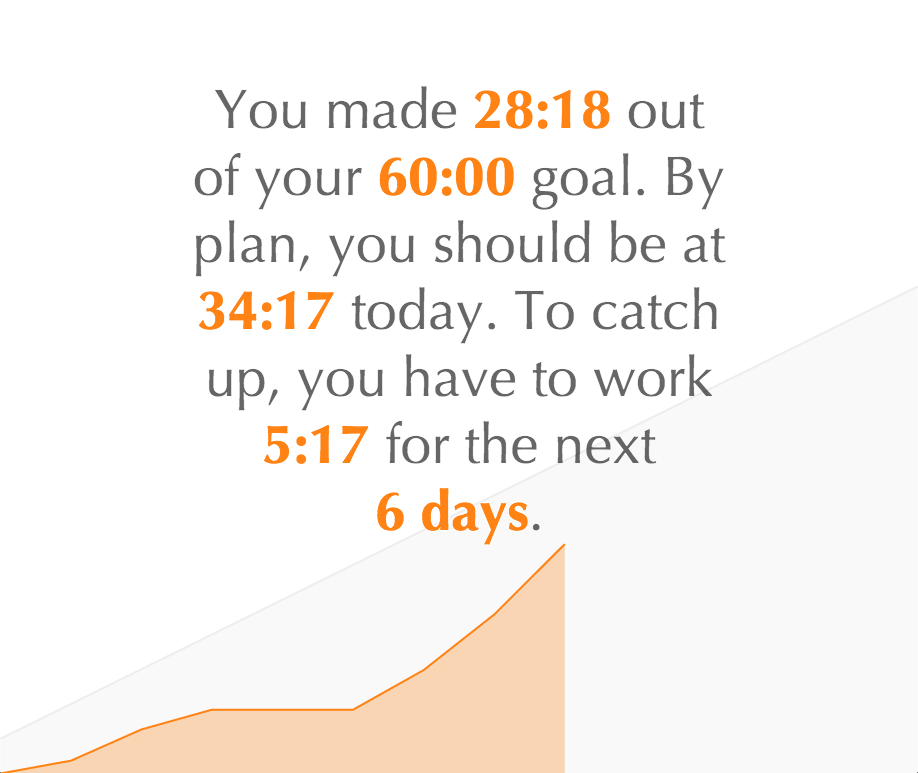 You made 28:18 out
of your 60:00 goal. By
plan, you should be at
34:17 today. To catch
up, you have to work
5:17 for the next
6 days.